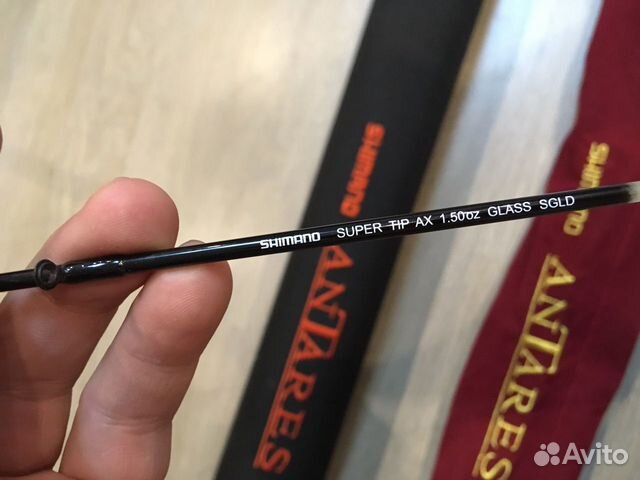 SHIMANO SUPER TIP AX 1.50oz GLASS SGLD
SHIMANO
ANTARES
SHIMANO
ANTARES
Avito